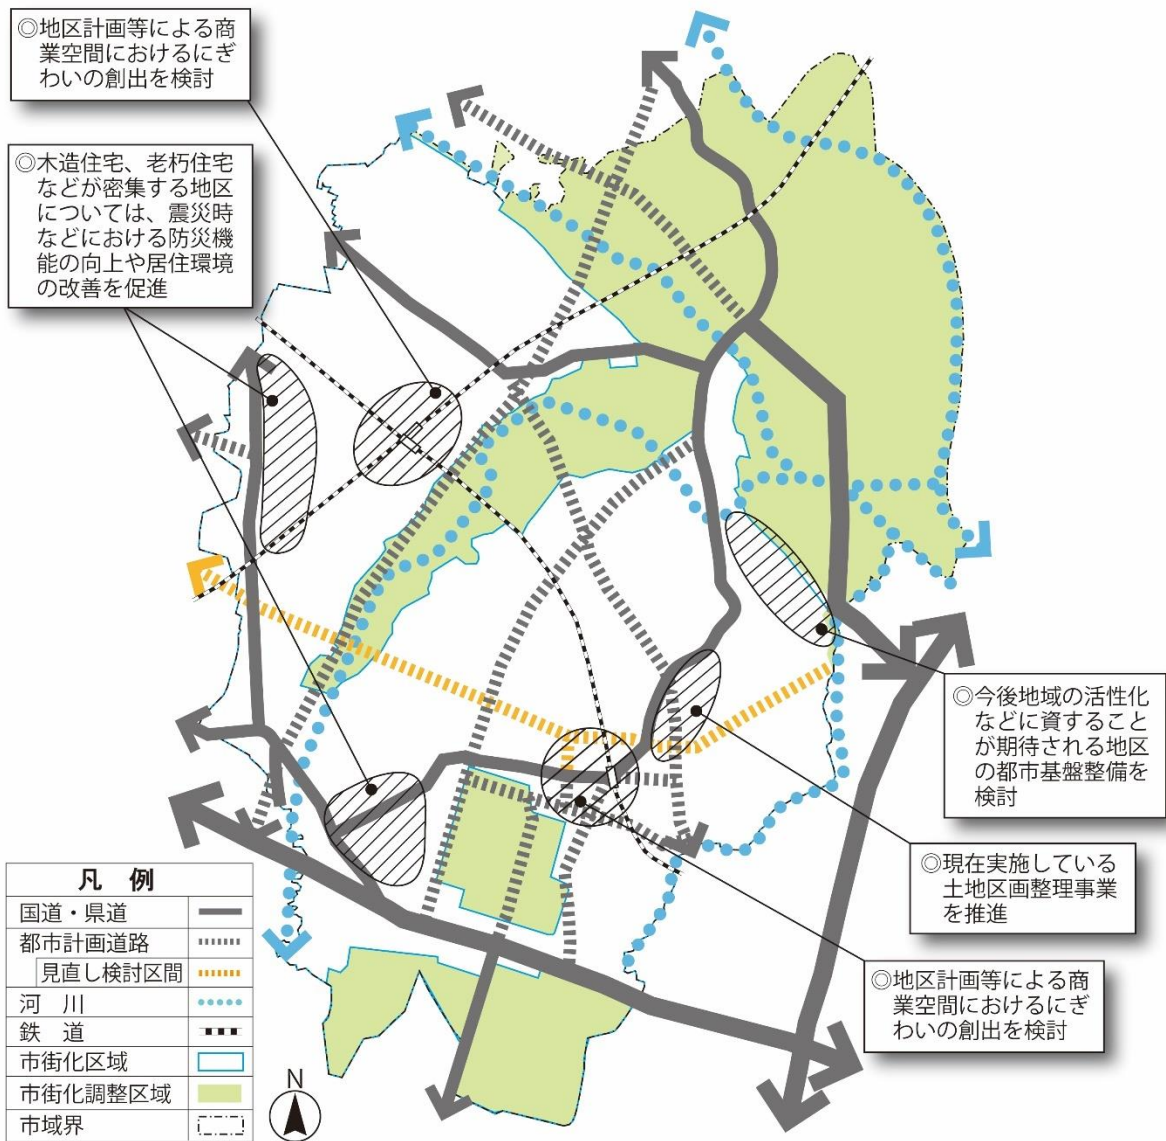 ◎地区計画等による商
業空間におけるにぎ
わいの創出を検討
◎木造住宅、老朽住宅
などが密集する地区
については、震災時
などにおける防災機
能の向上や居住環境
の改善を促進
◎今後地域の活性化
などに資すること
が期待される地区
の都市基盤整備を
検討
◎現在実施している
土地区画整理事業
を推進
◎地区計画等による商
業空間におけるにぎ
わいの創出を検討
凡 例
国道・県道
都市計画道路
見直し検討区間
河 川
鉄 道
市街化区域
市街化調整区域
市域界
N